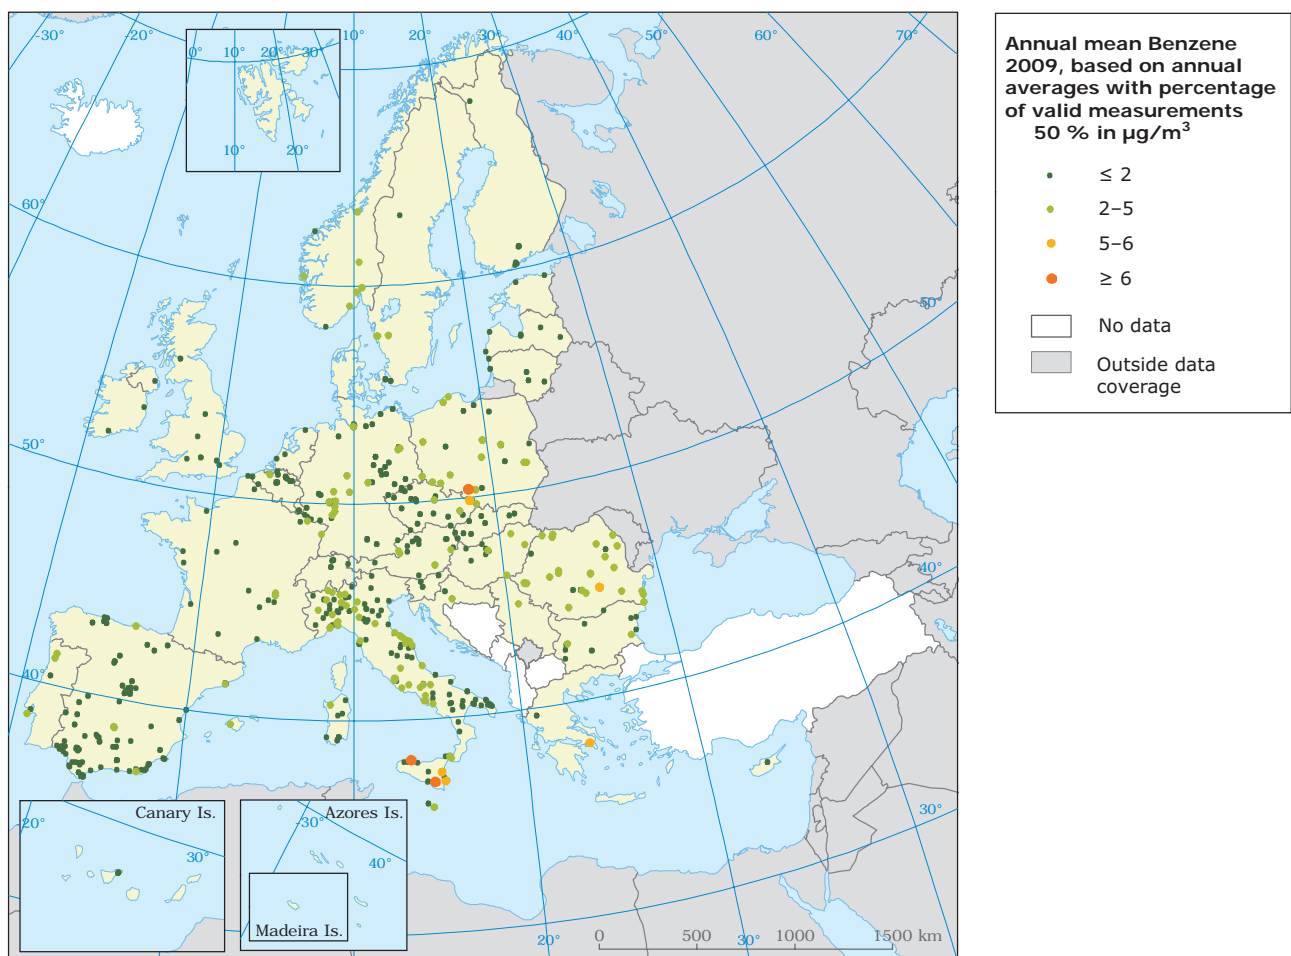 -30°
-20°
10°
20°
30°
40°
60°
70°
0°
10°
20°
30°
10°
20°
60°
50°
50°
40°
40°
30°
Canary Is.
20°
30°
Azores Is.
-30°
40°
Madeira Is.
20°
30°
0
500
1000
1500 km
Annual mean Benzene
2009, based on annual
averages with percentage
of valid measurements
50 % in µg/m³
≤ 2
2–5
5–6
≥ 6
No data
Outside data
coverage